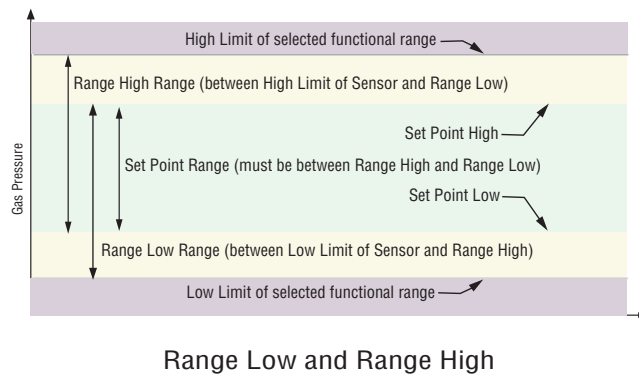 High Limit of selected functional range
Range High Range (between High Limit of Sensor and Range Low)
Set Point High
Set Point Range (must be between Range High and Range Low)
Set Point Low
Range Low Range (between Low Limit of Sensor and Range High)
Low Limit of selected functional range
Gas Pressure
Range Low and Range High